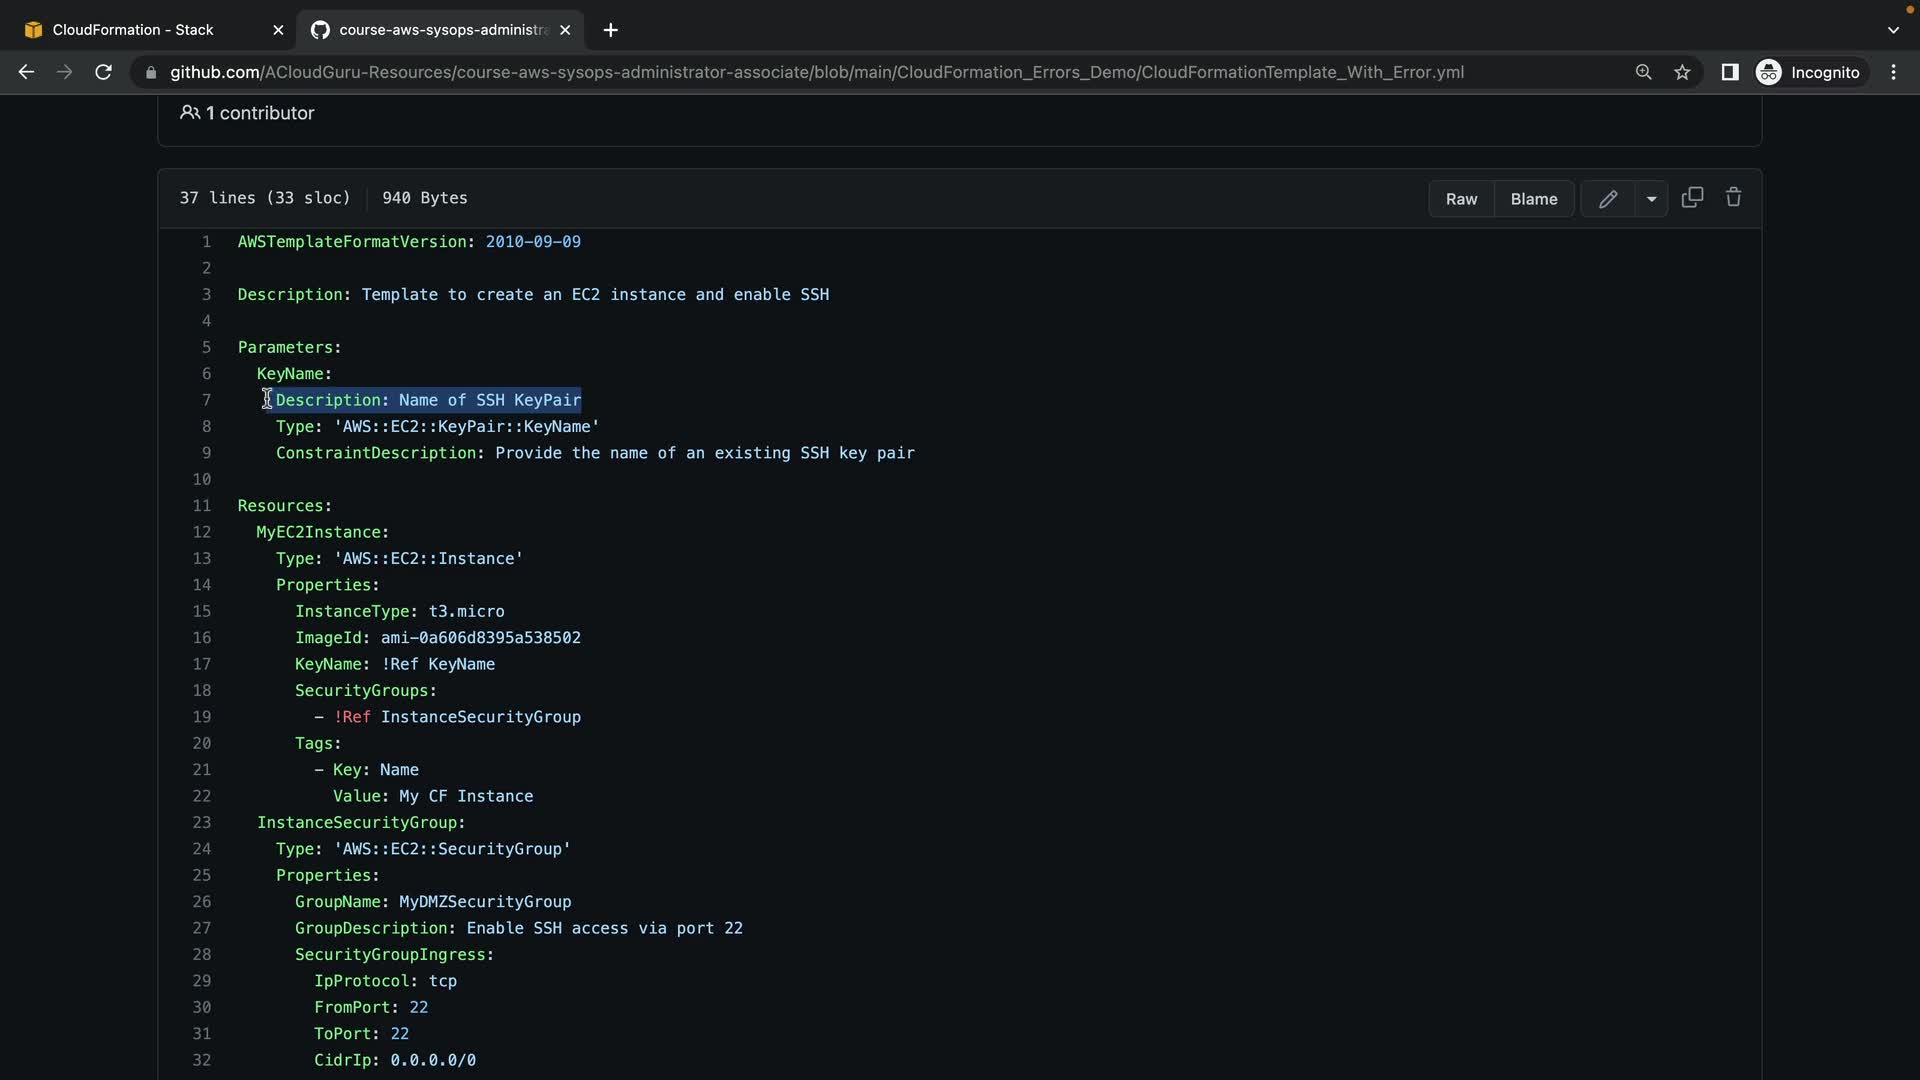 CloudFormation - Stack
course-aws-sysops-administra
github.com/ACloudGuru-Resources/course-aws-sysops-administrator-associate/blob/main/CloudFormation_Errors_Demo/CloudFormationTemplate_With_Error.yml
Incognito
1 contributor
37 lines (33 sloc) 940 Bytes
Raw Blame
1 AWSTemplateFormatVersion: 2010-09-09
2
3 Description: Template to create an EC2 instance and enable SSH
4
5 Parameters:
6 KeyName:
7 Description: Name of SSH KeyPair
8 Type: 'AWS::EC2::KeyPair::KeyName'
9 ConstraintDescription: Provide the name of an existing SSH key pair
10
11 Resources:
12 MyEC2Instance:
13 Type: 'AWS::EC2::Instance'
14 Properties:
15 InstanceType: t3.micro
16 ImageId: ami-0a606d8395a538502
17 KeyName: !Ref KeyName
18 SecurityGroups:
19 - !Ref InstanceSecurityGroup
20 Tags:
21 - Key: Name
22 Value: My CF Instance
23 InstanceSecurityGroup:
24 Type: 'AWS::EC2::SecurityGroup'
25 Properties:
26 GroupName: MyDMZSecurityGroup
27 GroupDescription: Enable SSH access via port 22
28 SecurityGroupIngress:
29 IpProtocol: tcp
30 FromPort: 22
31 ToPort: 22
32 CidrIp: 0.0.0.0/0